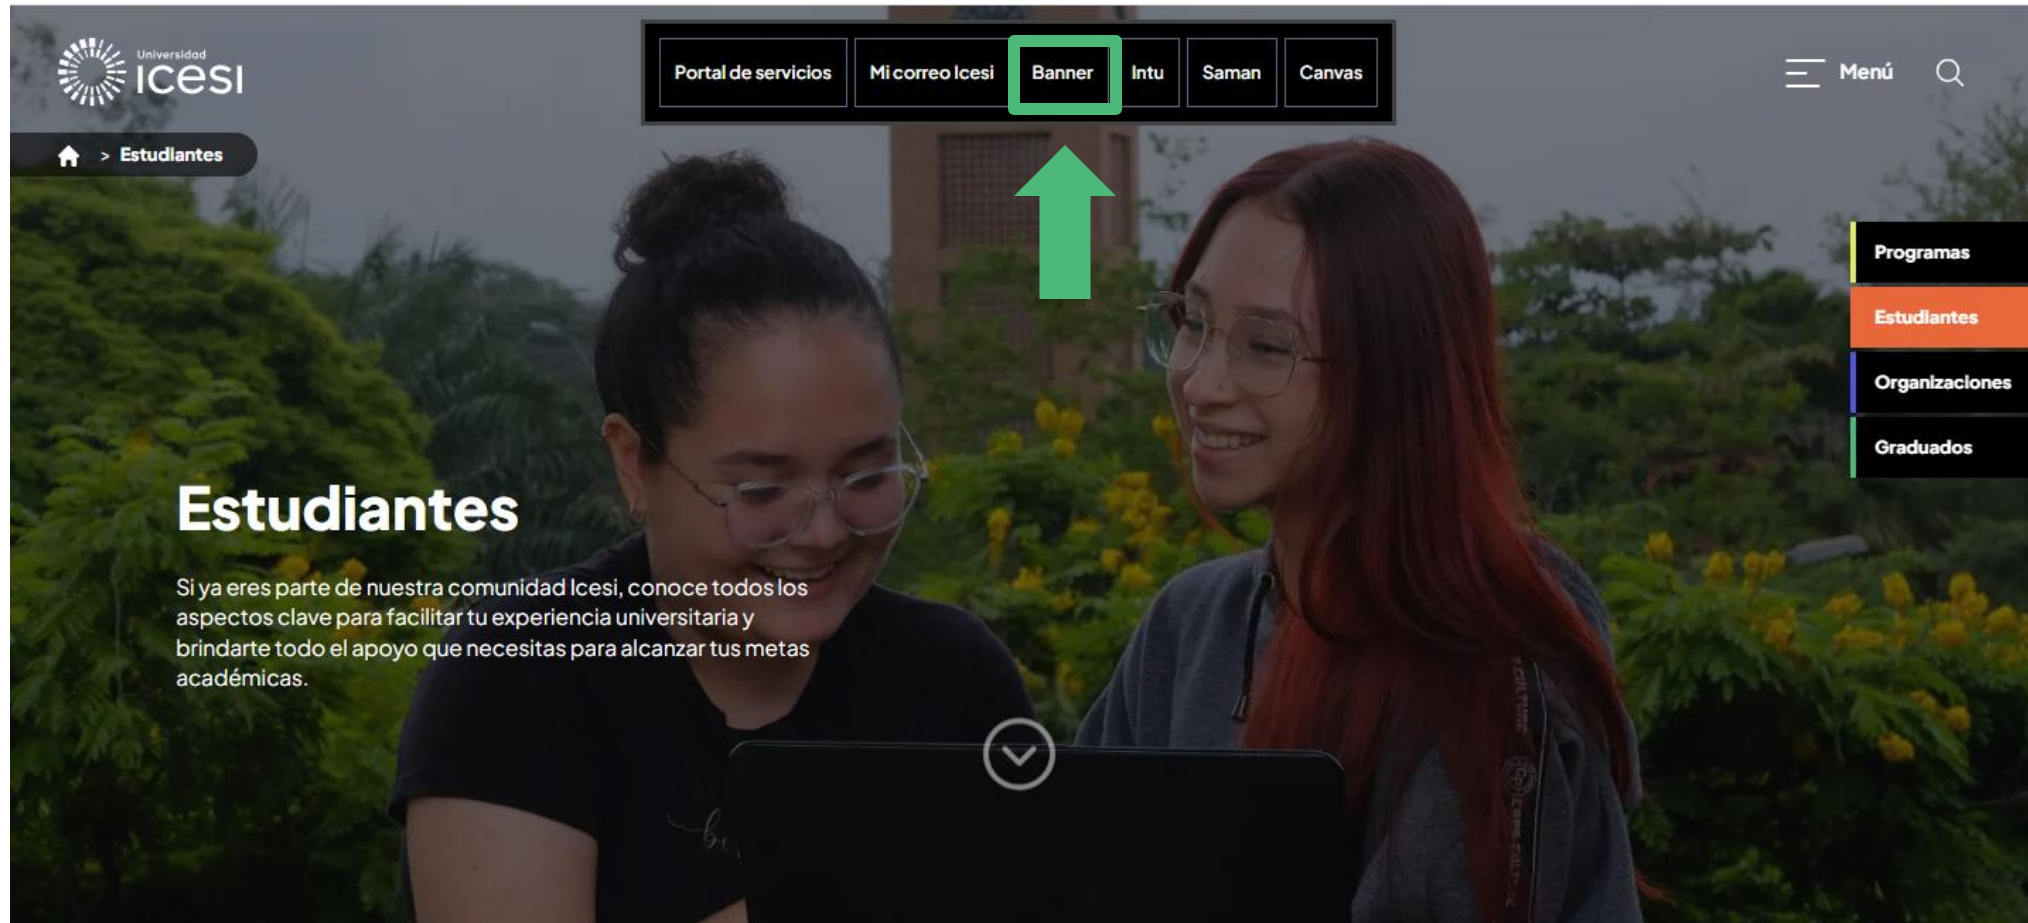 Universidad
icesi
Portal de servicios
Mi correo Icesi
Banner
Intu
Saman
Canvas
Menú
> Estudiantes
Programas
Estudiantes
Organizaciones
Graduados
Estudiantes
Si ya eres parte de nuestra comunidad Icesi, conoce todos los
aspectos clave para facilitar tu experiencia universitaria y
brindarte todo el apoyo que necesitas para alcanzar tus metas
académicas.